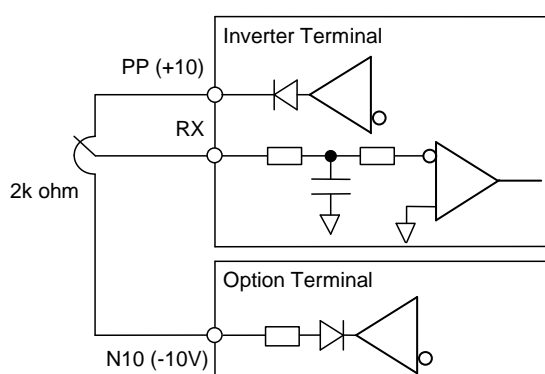 Inverter Terminal
PP (+10)
RX
2k ohm
Option Terminal
N10 (-10V)